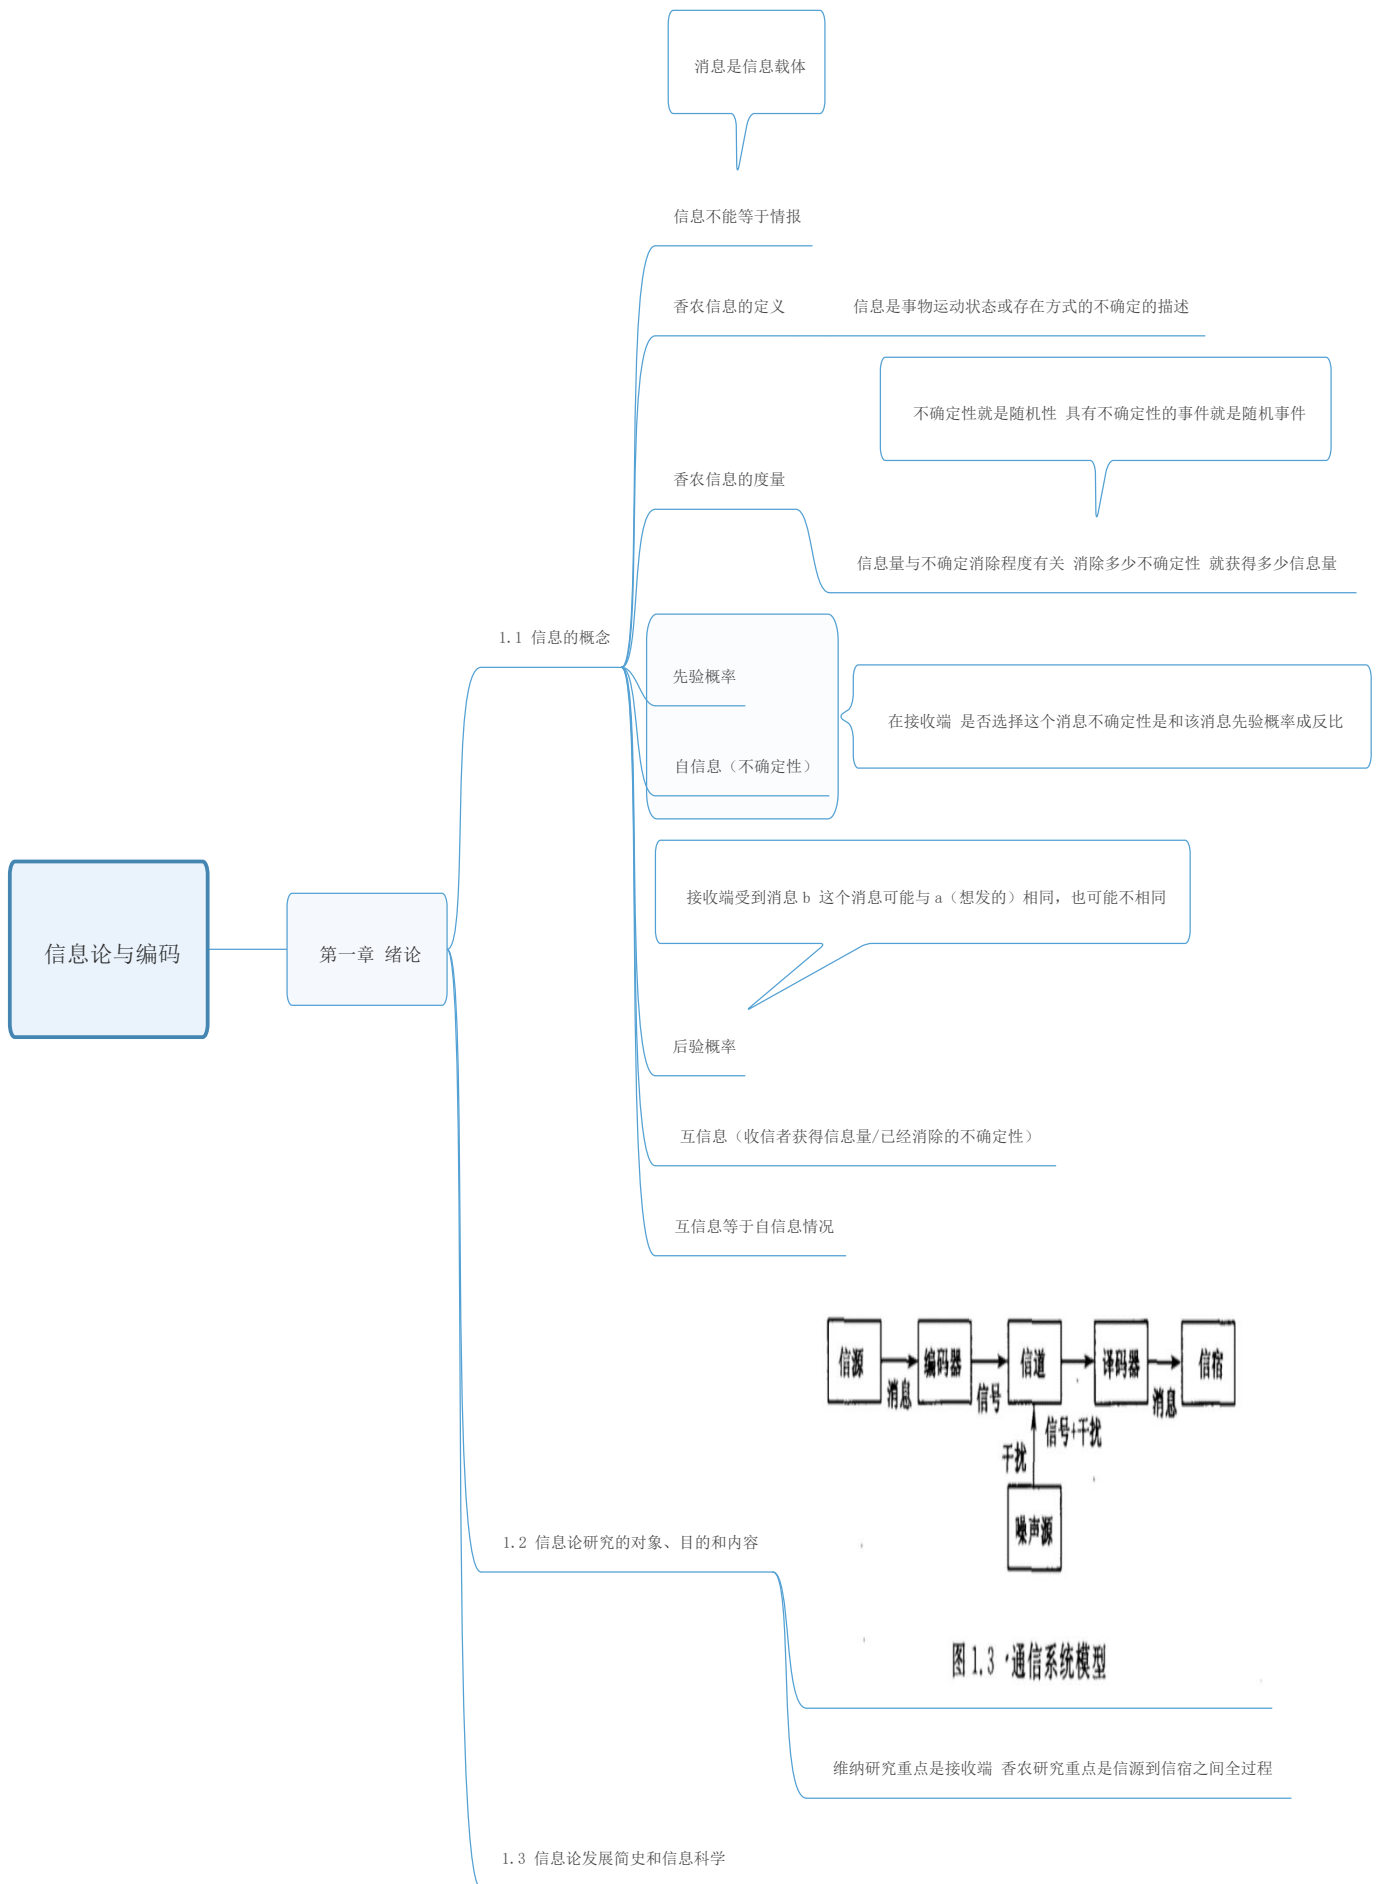 消息是信息载体
信息不能等于情报
香农信息的定义
信息是事物运动状态或存在方式的不确定的描述
不确定性就是随机性 具有不确定性的事件就是随机事件
香农信息的度量
信息量与不确定消除程度有关 消除多少不确定性 就获得多少信息量
1.1 信息的概念
先验概率
在接收端 是否选择这个消息不确定性是和该消息先验概率成反比
自信息（不确定性）
接收端受到消息 b 这个消息可能与 a（想发的）相同，也可能不相同
信息论与编码
第一章 绪论
后验概率
互信息（收信者获得信息量/已经消除的不确定性）
互信息等于自信息情况
信源
编码器
信道
译码器
信宿
消息
信号
消息
信号+干扰
干扰
噪声源
1.2 信息论研究的对象、目的和内容
图 1.3 通信系统模型
维纳研究重点是接收端 香农研究重点是信源到信宿之间全过程
1.3 信息论发展简史和信息科学